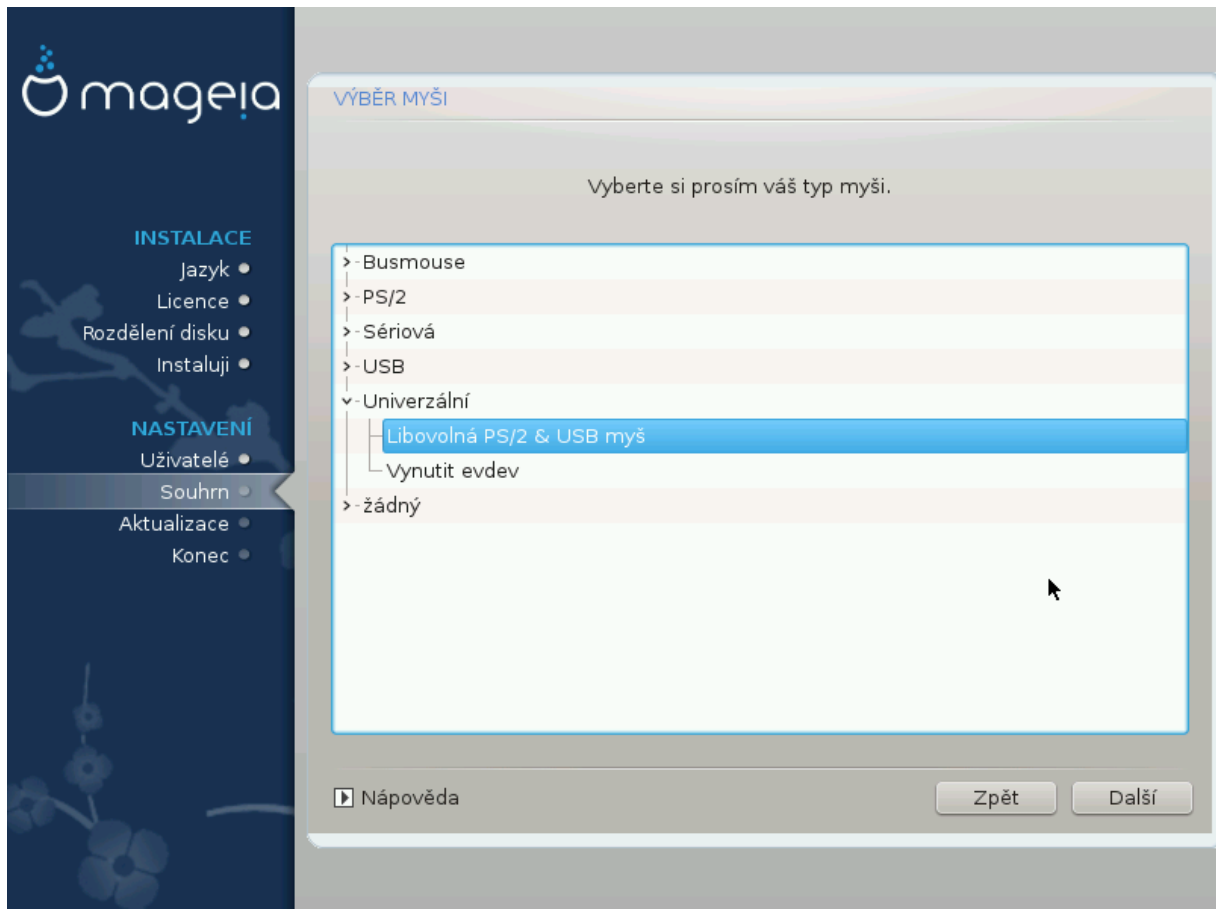 mageia
INSTALACE
Jazyk
Licence
Rozdělení disku
Instaluji
NASTAVENÍ
Uživatelé
Souhrn
Aktualizace
Konec
VÝBĚR MYŠI
Vyberte si prosím váš typ myši.
Busmouse
PS/2
Sériová
USB
Univerzální
Libovolná PS/2 & USB myš
Vynutit evdev
žádný
Nápověda
Zpět
Další